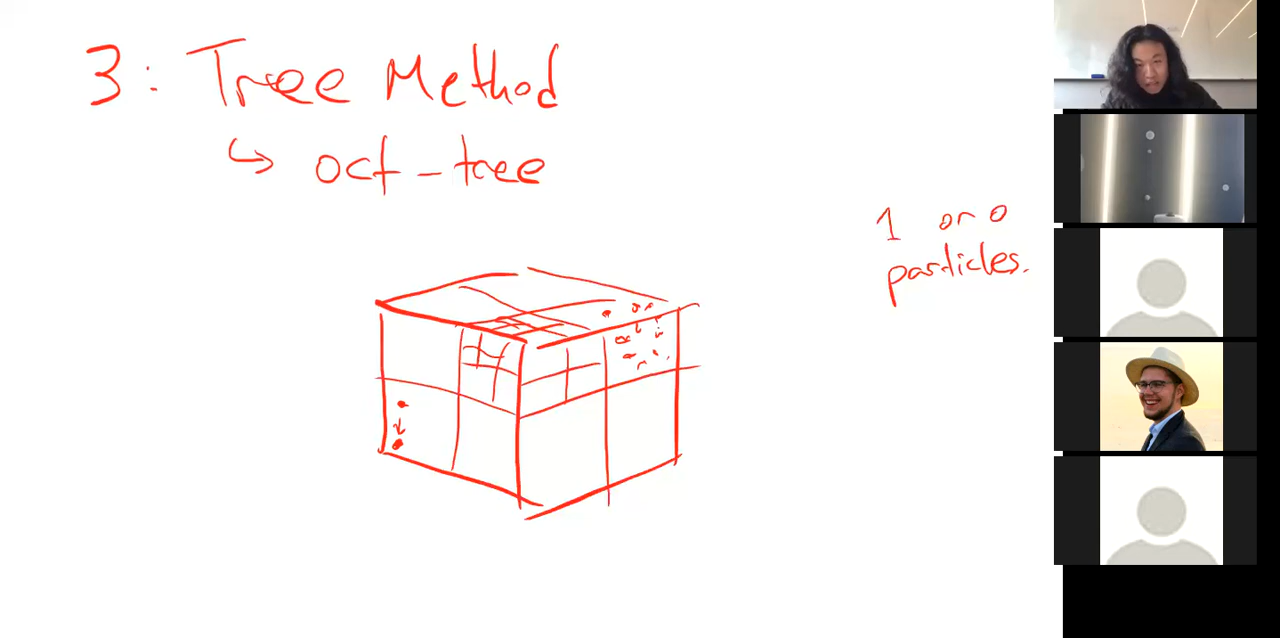 3: Tree Method
↳ oct-tree
1 or 0
particles.